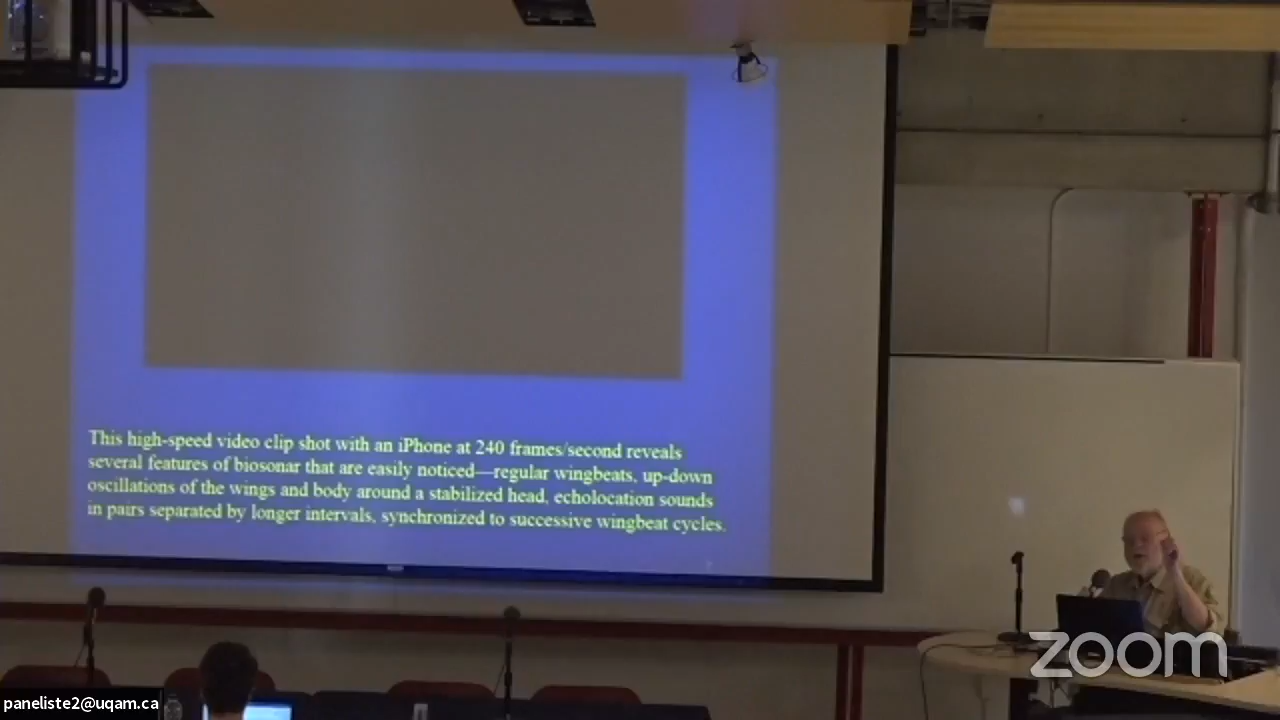 This high-speed video clip shot with an iPhone at 240 frames/second reveals
several features of biosonar that are easily noticed—regular wingbeats, up-down
oscillations of the wings and body around a stabilized head, echolocation sounds
in pairs separated by longer intervals, synchronized to successive wingbeat cycles.
zoom
paneliste2@uqam.ca